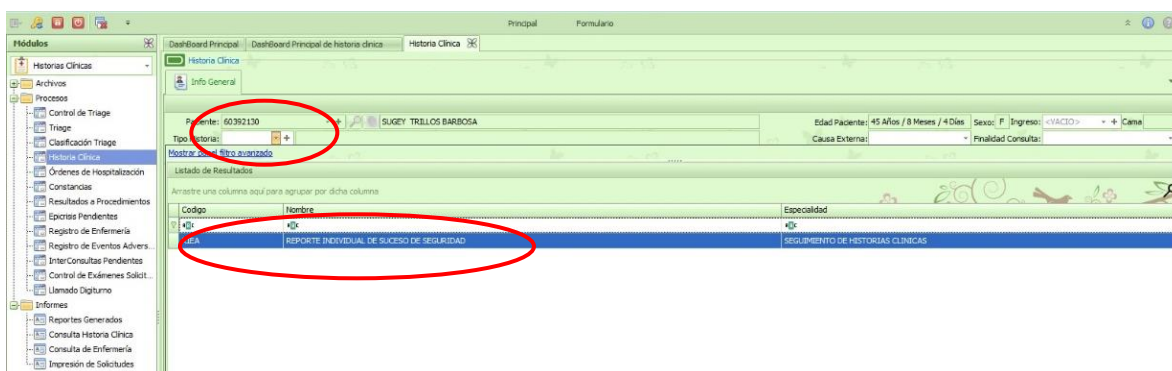 Principal Formulario
Módulos
DashBoard Principal DashBoard Principal de historia clinica Historia Clínica
Historias Clínicas
Historia Clínica
Archivos
Info General
Procesos
Control de Triage
Triage
Paciente: 60392130 SUGEY TRILLOS BARBOSA Edad Paciente: 45 Años / 8 Meses / 4 Días Sexo: F Ingreso: <VACIO> Cama
Clasificación Triage
Tipo Historia: Causa Externa: Finalidad Consulta:
Historia Clínica
Mostrar panel filtro avanzado
Órdenes de Hospitalización
Listado de Resultados
Constancias
Arrastre una columna aquí para agrupar por dicha columna
Resultados a Procedimientos
Codigo Nombre Especialidad
Epicrisis Pendientes
Registro de Enfermería
REPORTE INDIVIDUAL DE SUCESO DE SEGURIDAD SEGUIMIENTO DE HISTORIAS CLINICAS
Registro de Eventos Advers...
InterConsultas Pendientes
Control de Exámenes Solicit...
Llamado Digiturno
Informes
Reportes Generados
Consulta Historia Clínica
Consulta de Enfermería
Impresión de Solicitudes